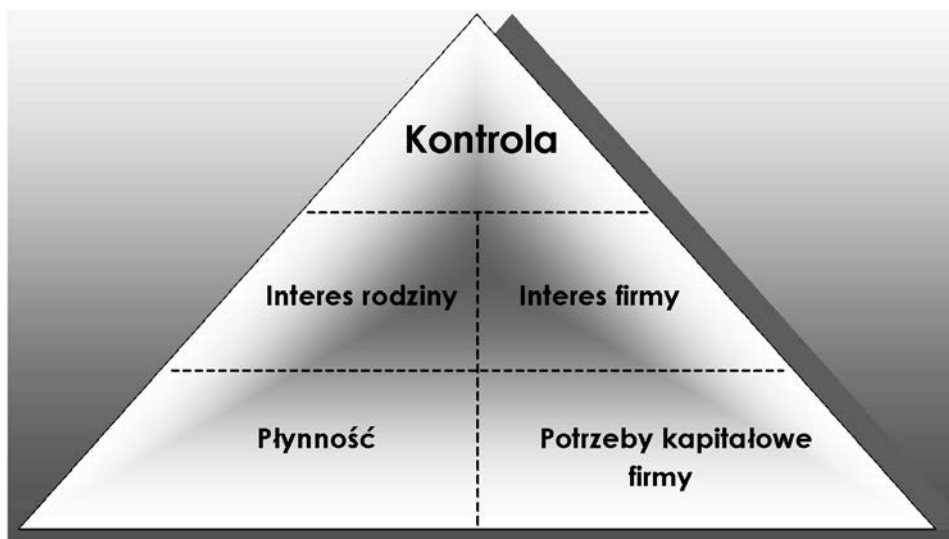 Kontrola
Interes rodziny
Interes firmy
Płynność
Potrzeby kapitałowe
firmy